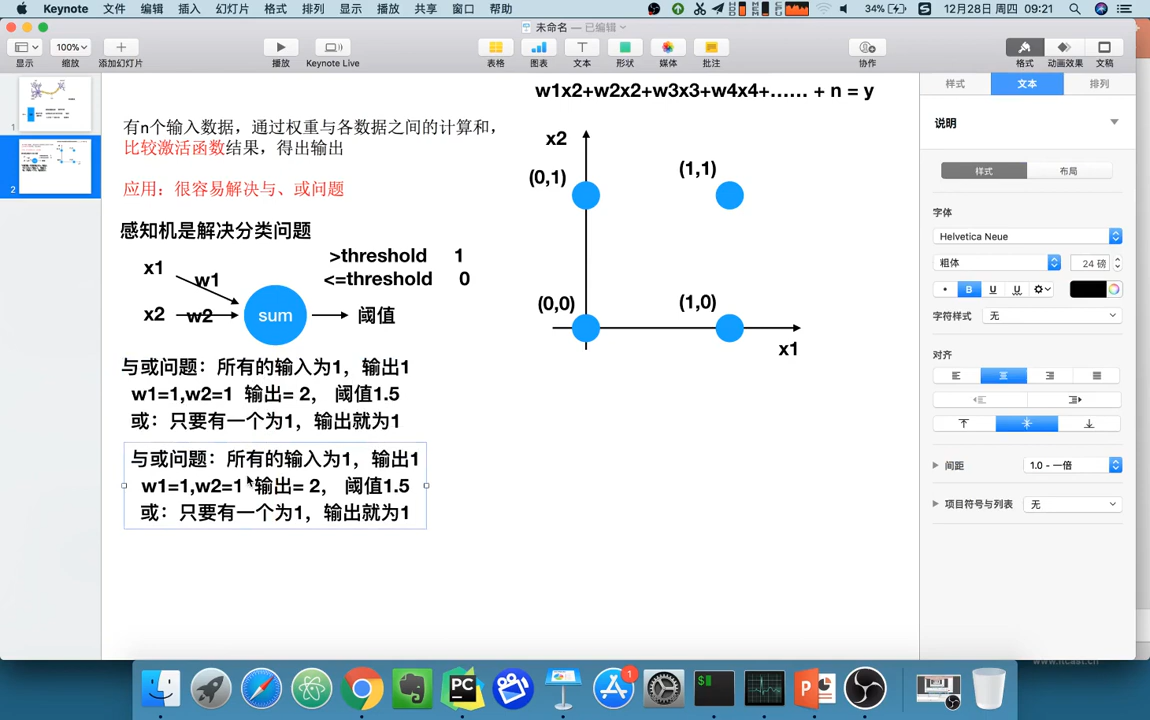 Keynote 文件 编辑 插入 幻灯片 格式 排列 显示 播放 共享 窗口 帮助
34% 12月28日 周四 09:21
未命名 — 已编辑
100%
显示 缩放 添加幻灯片 播放 Keynote Live 表格 图表 文本 形状 媒体 批注 协作 格式 动画效果 文稿
1
2
w1x2+w2x2+w3x3+w4x4+…… + n = y
有n个输入数据，通过权重与各数据之间的计算和，
比较激活函数结果，得出输出
应用：很容易解决与、或问题
感知机是解决分类问题
>threshold 1
<=threshold 0
x1
w1
x2
w2
sum
阈值
与或问题：所有的输入为1，输出1
w1=1,w2=1 输出= 2， 阈值1.5
或：只要有一个为1，输出就为1
与或问题：所有的输入为1，输出1
w1=1,w2=1 输出= 2， 阈值1.5
或：只要有一个为1，输出就为1
x2
(0,1)
(1,1)
(0,0)
(1,0)
x1
样式 文本 排列
说明
样式 布局
字体
Helvetica Neue
粗体 24 磅
B U U
字符样式 无
对齐
间距 1.0 - 一倍
项目符号与列表 无
www.itcast.cn
PC
1
$
P